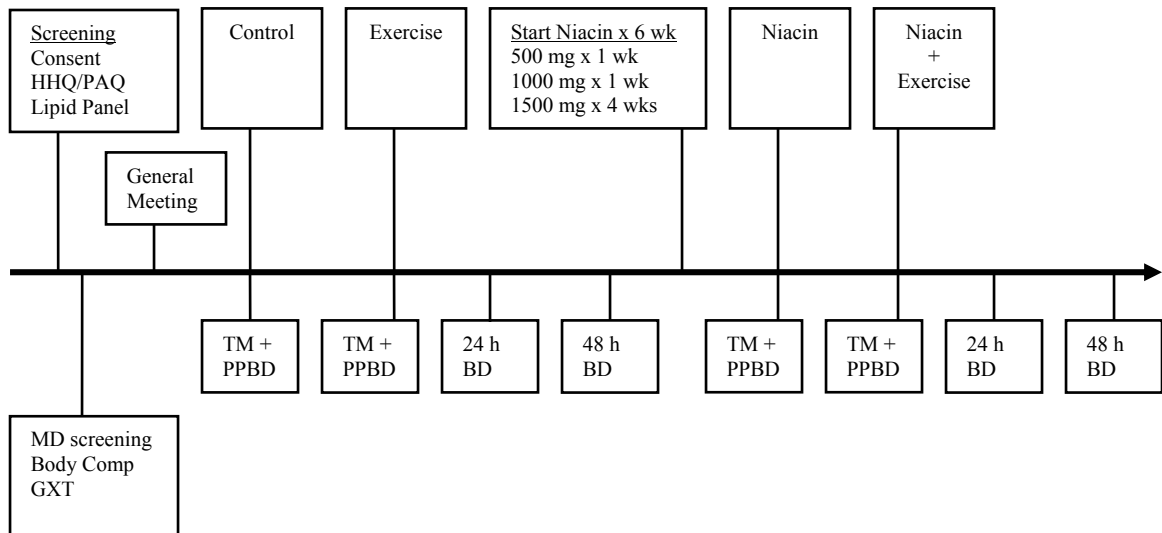 Screening
Consent
HHQ/PAQ
Lipid Panel
Control
Exercise
Start Niacin x 6 wk
500 mg x 1 wk
1000 mg x 1 wk
1500 mg x 4 wks
Niacin
Niacin
+
Exercise
General
Meeting
TM +
PPBD
TM +
PPBD
24 h
BD
48 h
BD
TM +
PPBD
TM +
PPBD
24 h
BD
48 h
BD
MD screening
Body Comp
GXT